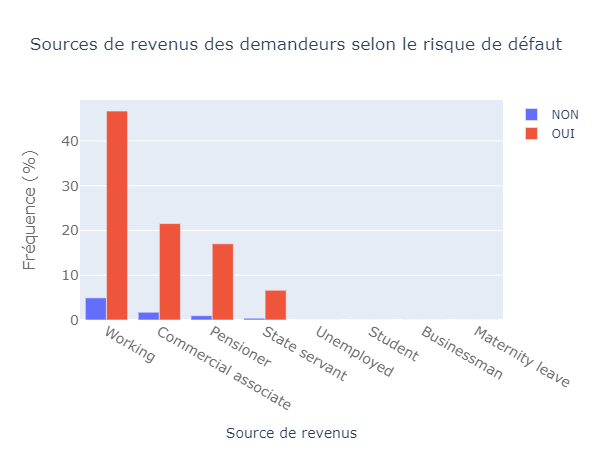 Sources de revenus des demandeurs selon le risque de défaut
NON
OUI
Fréquence (%)
40
30
20
10
0
Working
Commercial associate
Pensioner
State servant
Unemployed
Student
Businessman
Maternity leave
Source de revenus